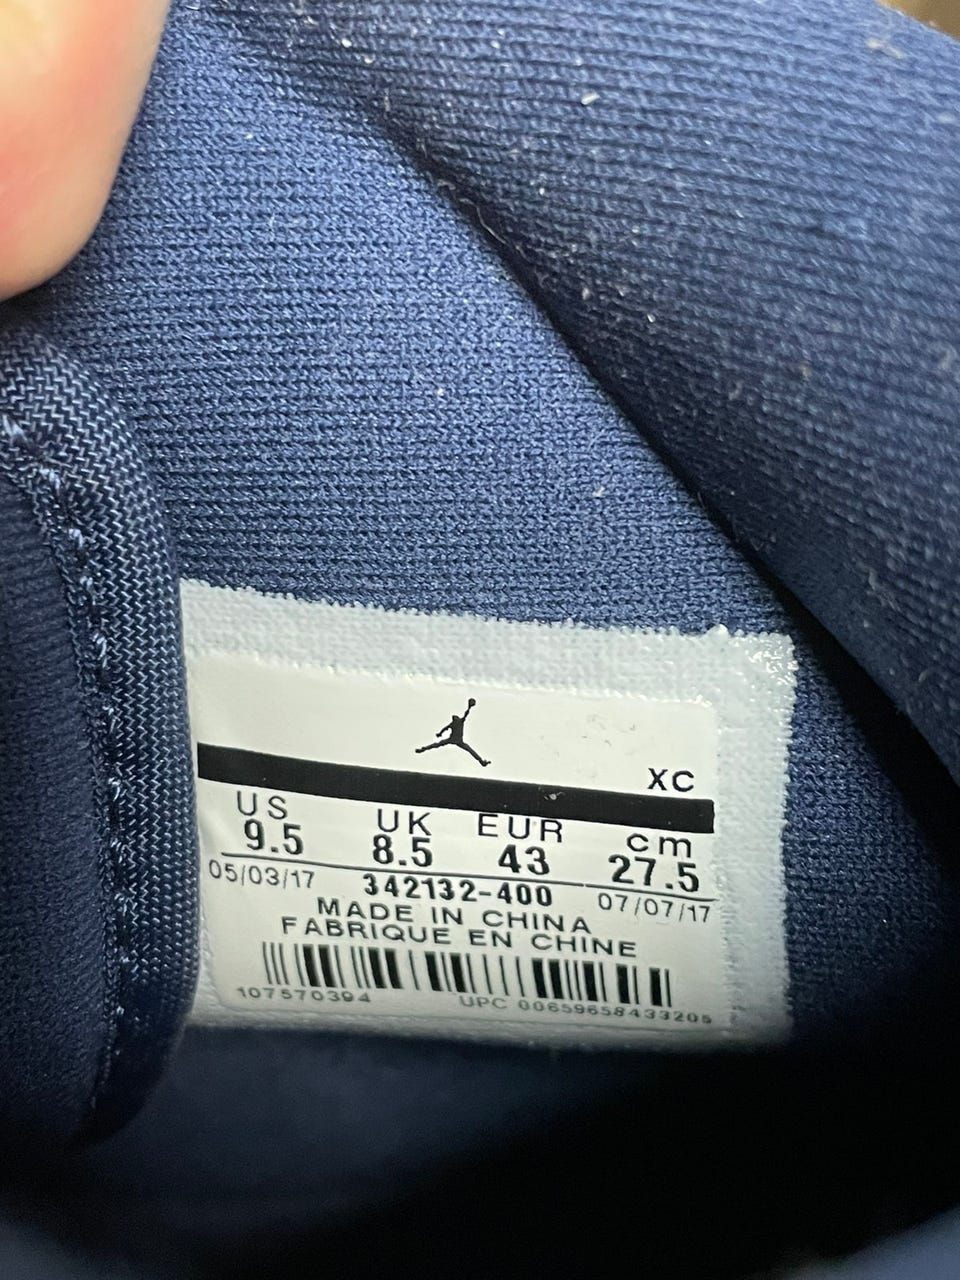 XC
US UK EUR cm
9.5 8.5 43 27.5
05/03/17 342132-400 07/07/17
MADE IN CHINA
FABRIQUE EN CHINE
107570394 UPC 00659658433205